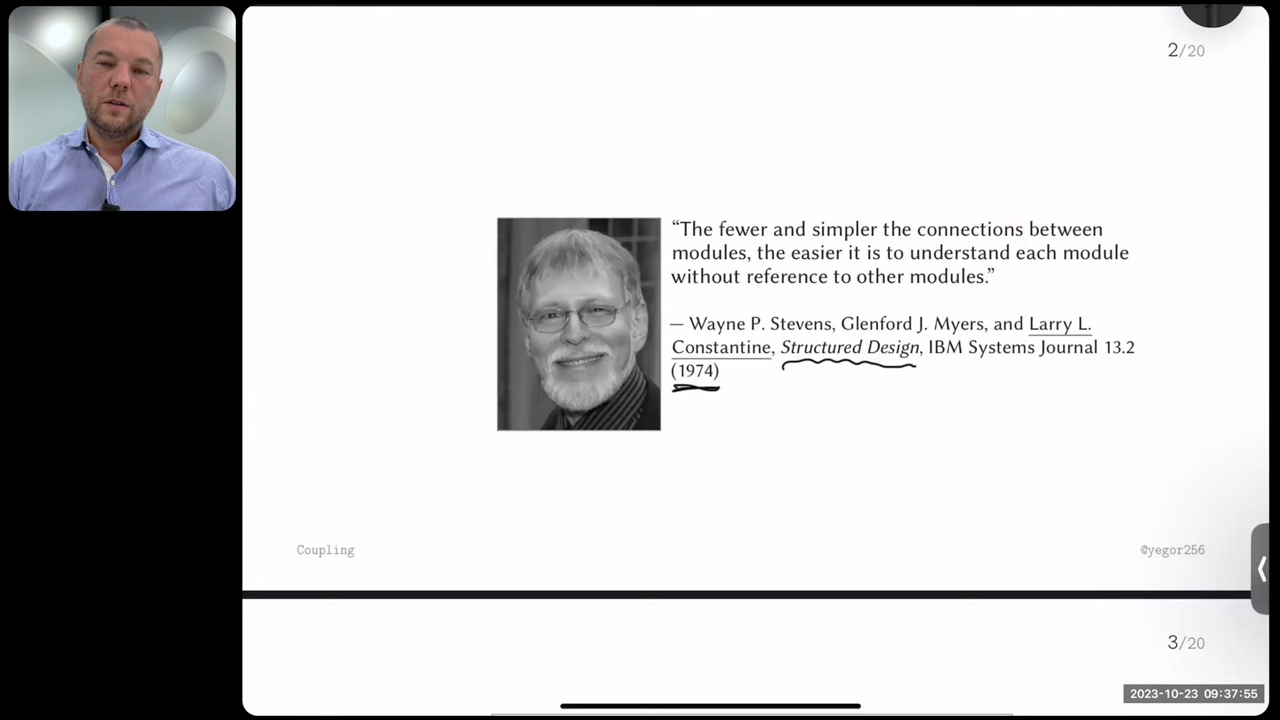 2/20
“The fewer and simpler the connections between
modules, the easier it is to understand each module
without reference to other modules.”
— Wayne P. Stevens, Glenford J. Myers, and Larry L.
Constantine, Structured Design, IBM Systems Journal 13.2
(1974)
Coupling
@yegor256
3/20
2023-10-23 09:37:55